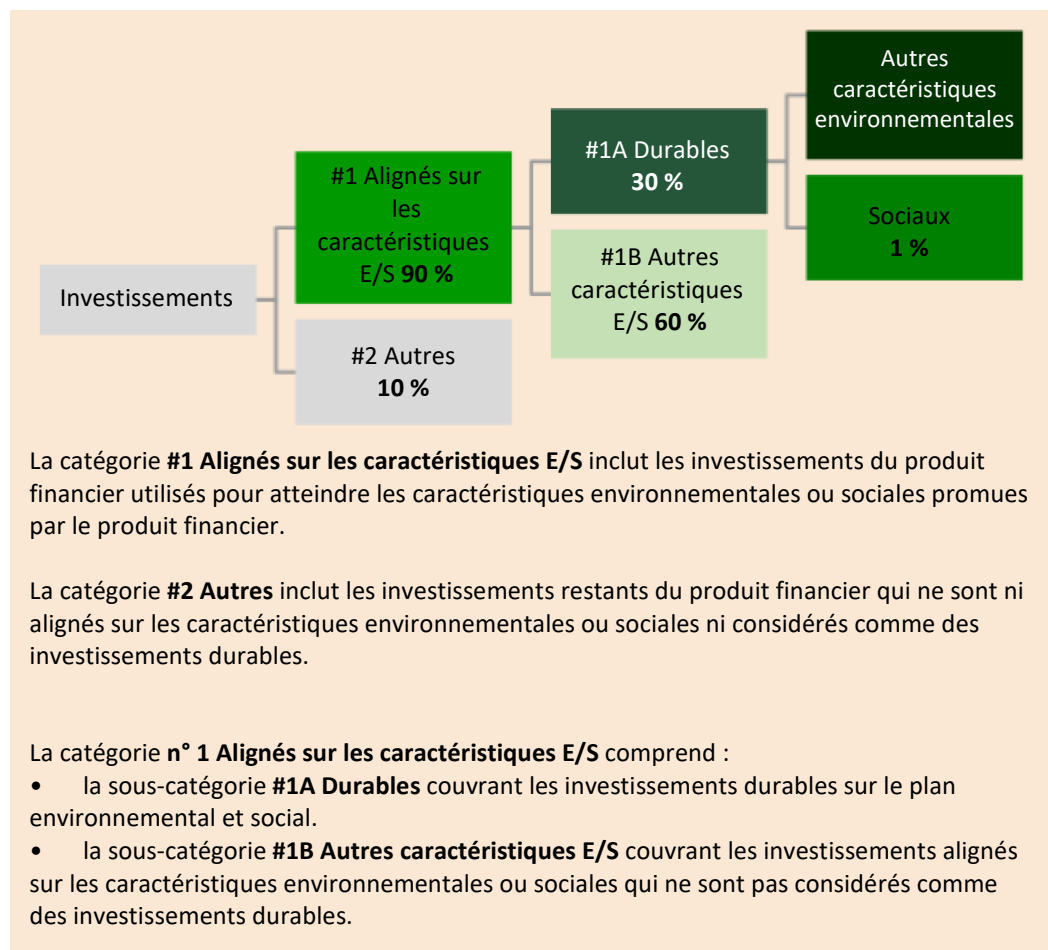 Investissements
#1 Alignés sur
les
caractéristiques
E/S 90 %
#2 Autres
10 %
#1A Durables
30 %
#1B Autres
caractéristiques
E/S 60 %
Autres
caractéristiques
environnementales
Sociaux
1 %
La catégorie #1 Alignés sur les caractéristiques E/S inclut les investissements du produit
financier utilisés pour atteindre les caractéristiques environnementales ou sociales promues
par le produit financier.
La catégorie #2 Autres inclut les investissements restants du produit financier qui ne sont ni
alignés sur les caractéristiques environnementales ou sociales ni considérés comme des
investissements durables.
La catégorie n° 1 Alignés sur les caractéristiques E/S comprend :
• la sous-catégorie #1A Durables couvrant les investissements durables sur le plan
environnemental et social.
• la sous-catégorie #1B Autres caractéristiques E/S couvrant les investissements alignés
sur les caractéristiques environnementales ou sociales qui ne sont pas considérés comme
des investissements durables.